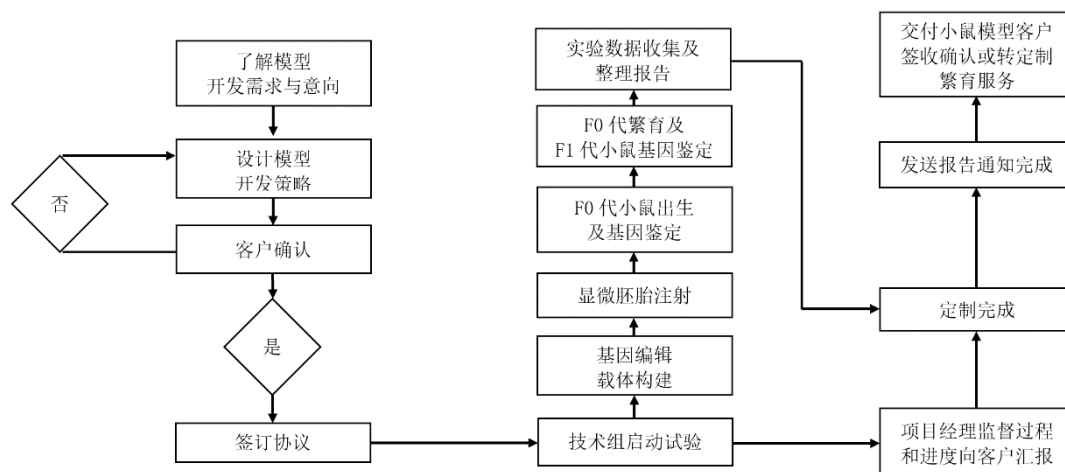 了解模型
开发需求与意向
设计模型
开发策略
否
客户确认
是
签订协议
实验数据收集及
整理报告
F0 代繁育及
F1 代小鼠基因鉴定
F0 代小鼠出生
及基因鉴定
显微胚胎注射
基因编辑
载体构建
技术组启动试验
交付小鼠模型客户
签收确认或转定制
繁育服务
发送报告通知完成
定制完成
项目经理监督过程
和进度向客户汇报